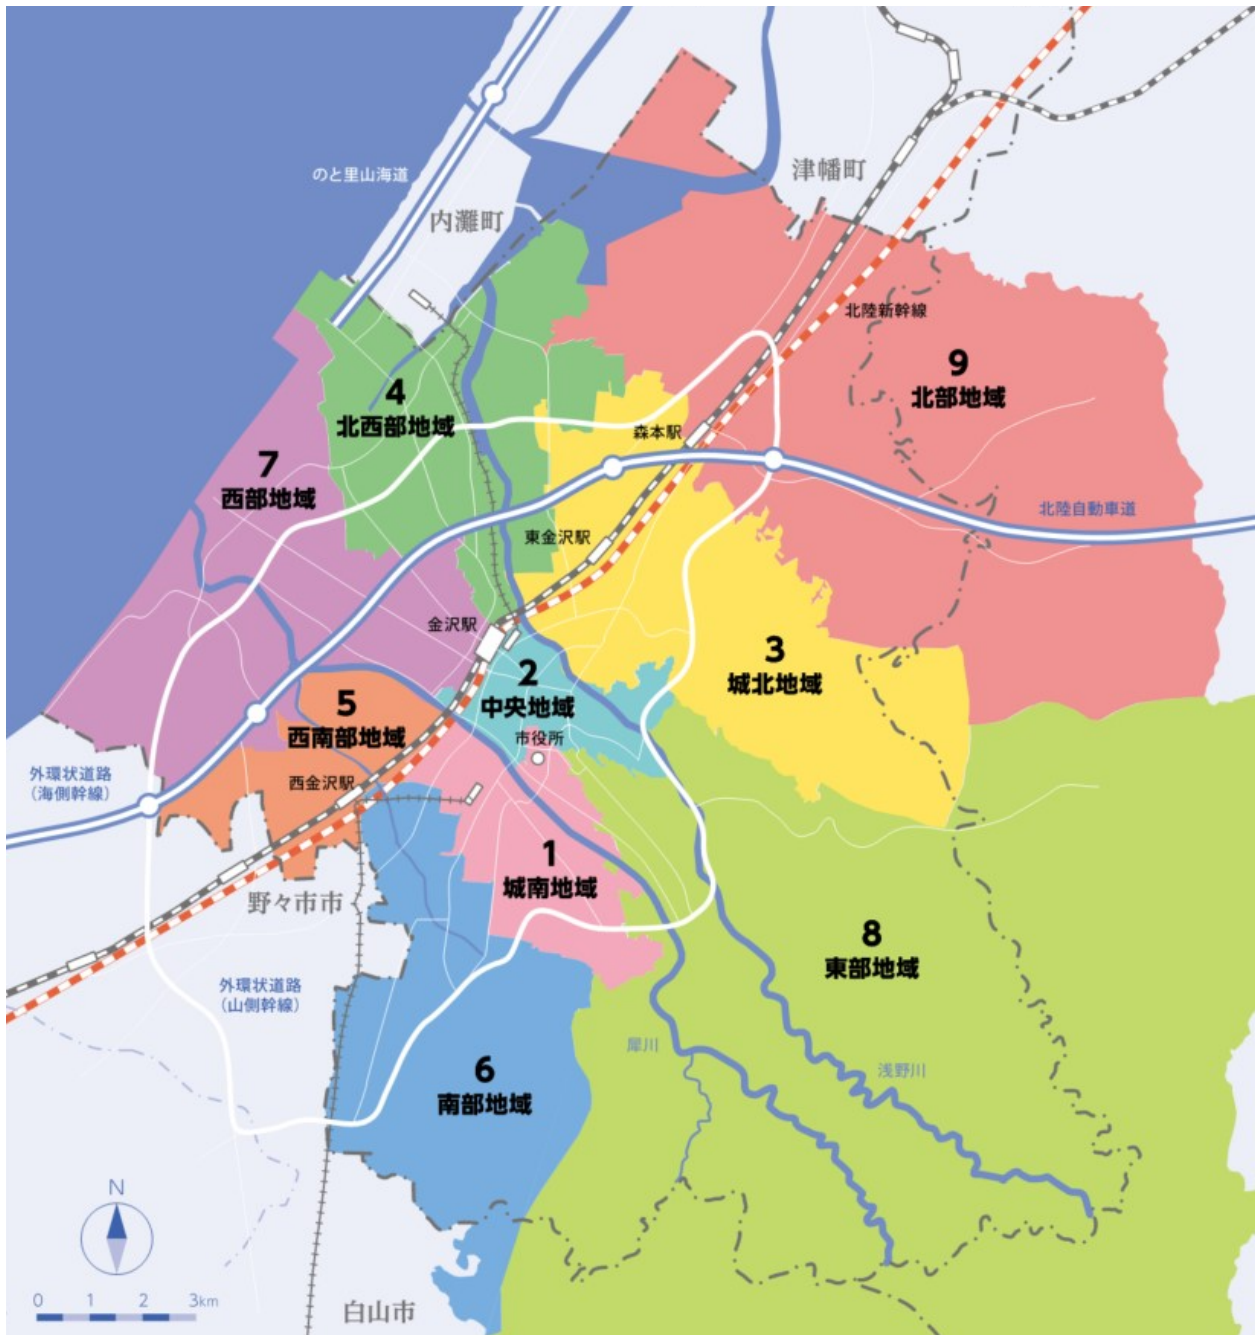 のと里山海道
内灘町
津幡町
北陸新幹線
9
北部地域
4
北西部地域
森本駅
7
西部地域
北陸自動車道
東金沢駅
金沢駅
3
城北地域
2
中央地域
5
西南部地域
市役所
外環状道路
(海側幹線)
西金沢駅
1
城南地域
野々市市
8
東部地域
外環状道路
(山側幹線)
犀川
浅野川
6
南部地域
N
0 1 2 3km
白山市